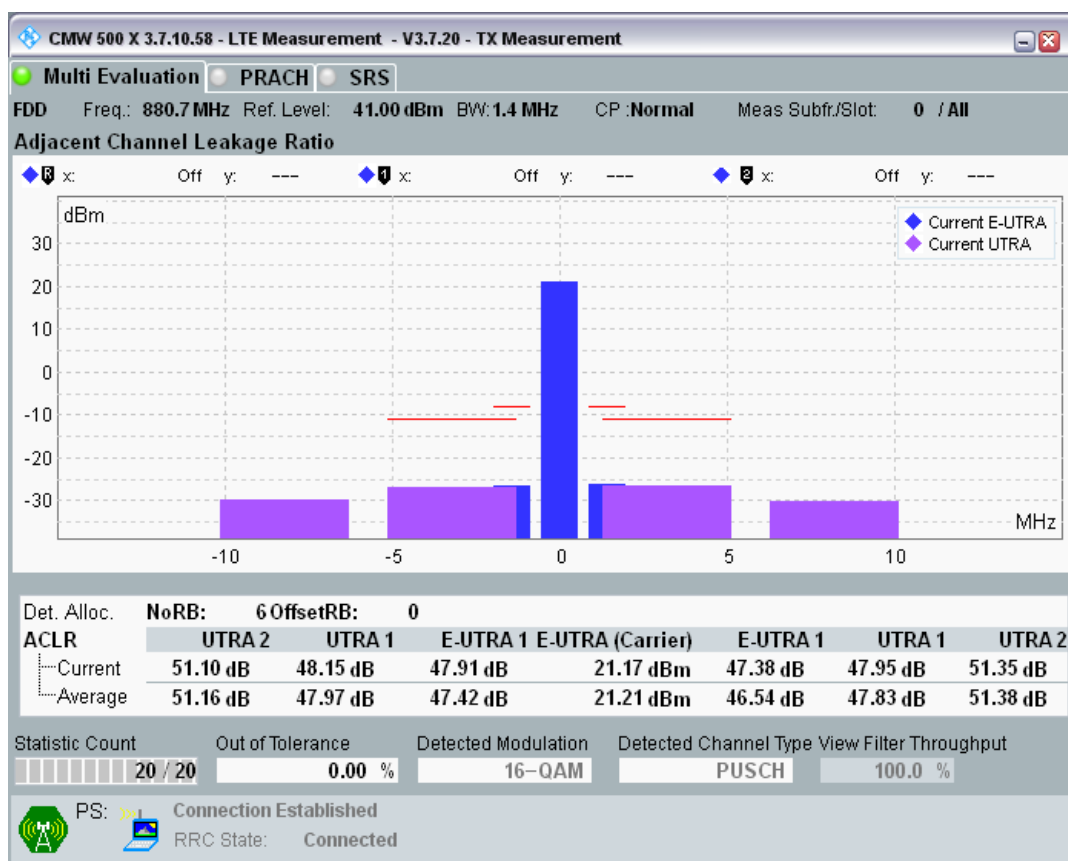 CMW 500 X 3.7.10.58 - LTE Measurement - V3.7.20 - TX Measurement
Multi Evaluation PRACH SRS
FDD Freq.: 880.7 MHz Ref. Level: 41.00 dBm BW: 1.4 MHz CP :Normal Meas Subfr./Slot: 0 / All
Adjacent Channel Leakage Ratio
R x: Off y: --- 1 x: Off y: --- 2 x: Off y: ---
dBm
Current E-UTRA
Current UTRA
30
20
10
0
-10
-20
-30
MHz
-10 -5 0 5 10
Det. Alloc. NoRB: 6 OffsetRB: 0
ACLR UTRA 2 UTRA 1 E-UTRA 1 E-UTRA (Carrier) E-UTRA 1 UTRA 1 UTRA 2
Current 51.10 dB 48.15 dB 47.91 dB 21.17 dBm 47.38 dB 47.95 dB 51.35 dB
Average 51.16 dB 47.97 dB 47.42 dB 21.21 dBm 46.54 dB 47.83 dB 51.38 dB
Statistic Count Out of Tolerance Detected Modulation Detected Channel Type View Filter Throughput
20 / 20 0.00 % 16-QAM PUSCH 100.0 %
PS: Connection Established
RRC State: Connected